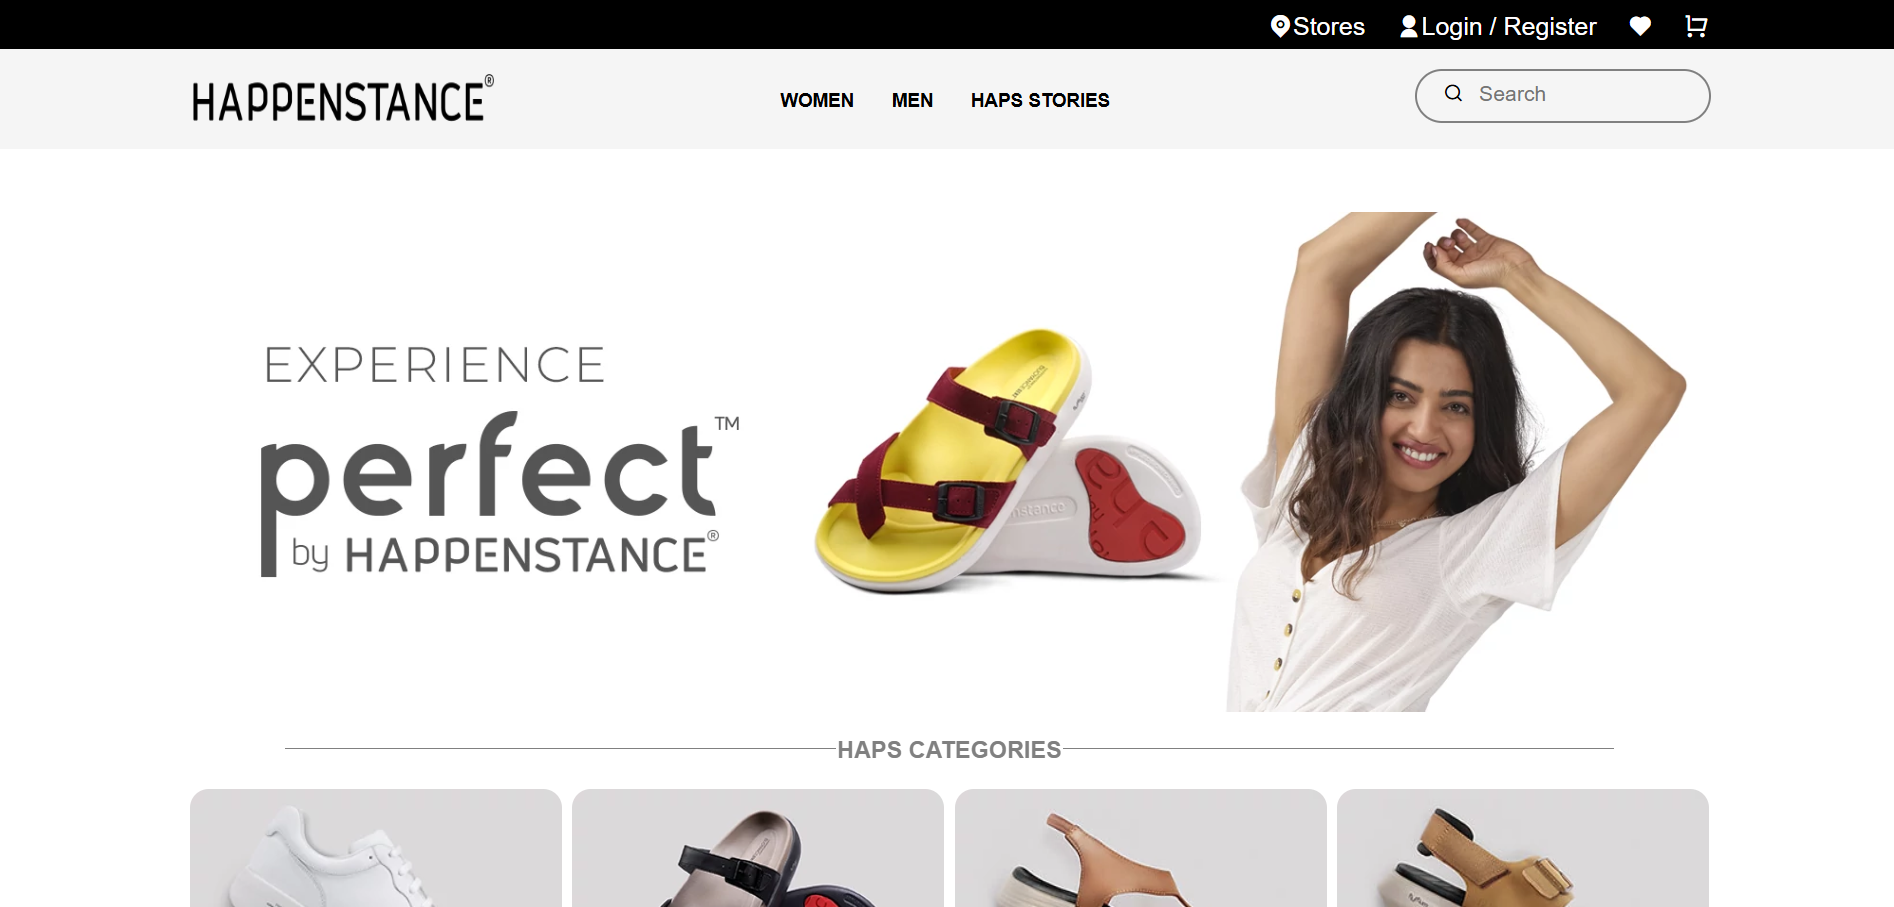 Stores Login / Register
HAPPENSTANCE®
WOMEN MEN HAPS STORIES
Search
EXPERIENCE
perfect™
by HAPPENSTANCE®
HAPS CATEGORIES